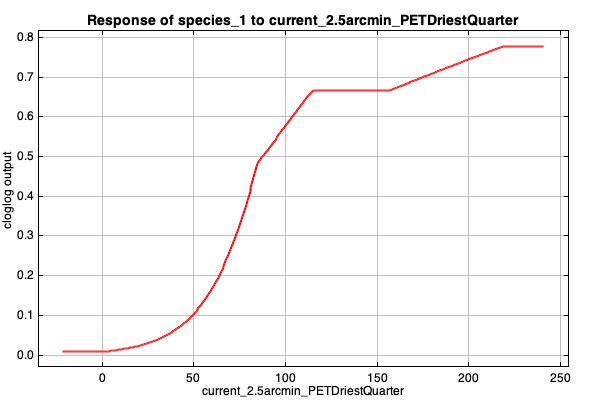 Response of species_1 to current_2.5arcmin_PETDriestQuarter
0.8
0.7
0.6
0.5
0.4
0.3
0.2
0.1
0.0
cloglog output
0 50 100 150 200 250
current_2.5arcmin_PETDriestQuarter